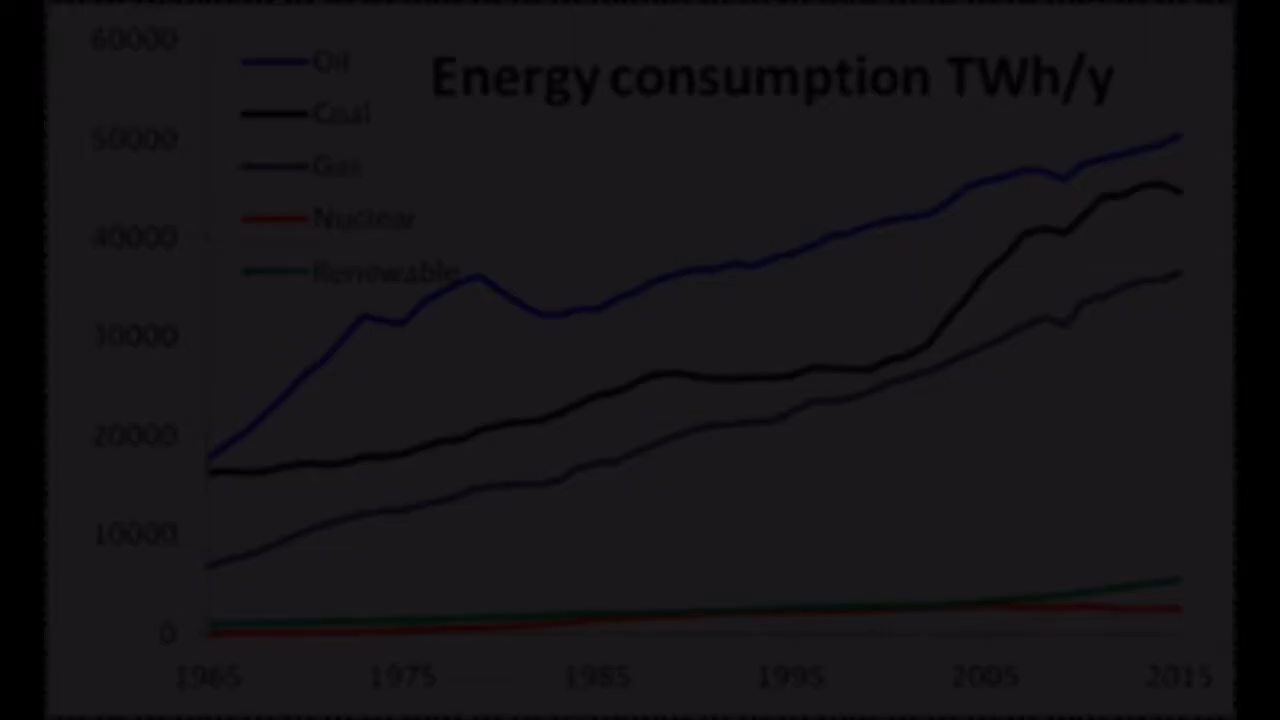 Energy consumption TWh/y
60000
50000
40000
30000
20000
10000
0
Oil
Coal
Gas
Nuclear
Renewable
1965 1975 1985 1995 2005 2015